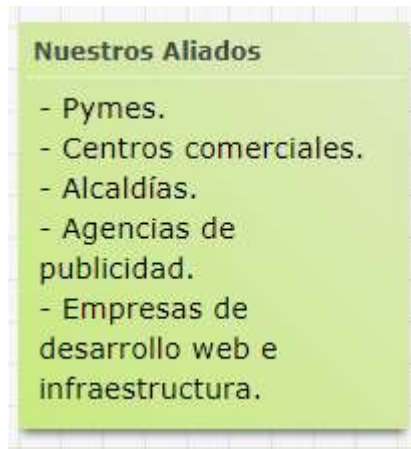 Nuestros Aliados
- Pymes.
- Centros comerciales.
- Alcaldías.
- Agencias de
publicidad.
- Empresas de
desarrollo web e
infraestructura.